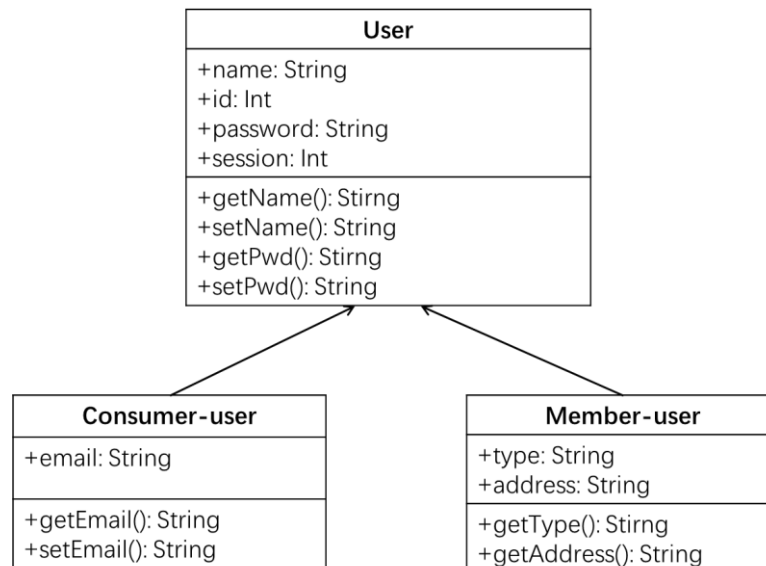 User
+name: String
+id: Int
+password: String
+session: Int
+getName(): Stirng
+setName(): String
+getPwd(): Stirng
+setPwd(): String
Consumer-user
+email: String
+getEmail(): String
+setEmail(): String
Member-user
+type: String
+address: String
+getType(): Stirng
+getAddress(): String